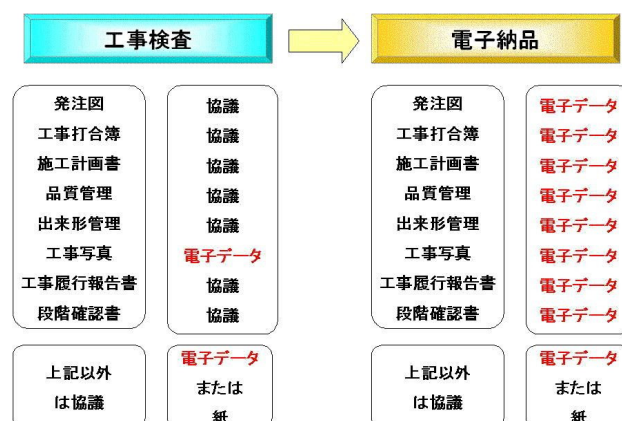 工事検査
電子納品
発注図 協議
工事打合簿 協議
施工計画書 協議
品質管理 協議
出来形管理 協議
工事写真 電子データ
工事履行報告書 協議
段階確認書 協議
上記以外
は協議
電子データ
または
紙
発注図 電子データ
工事打合簿 電子データ
施工計画書 電子データ
品質管理 電子データ
出来形管理 電子データ
工事写真 電子データ
工事履行報告書 電子データ
段階確認書 電子データ
上記以外
は協議
電子データ
または
紙